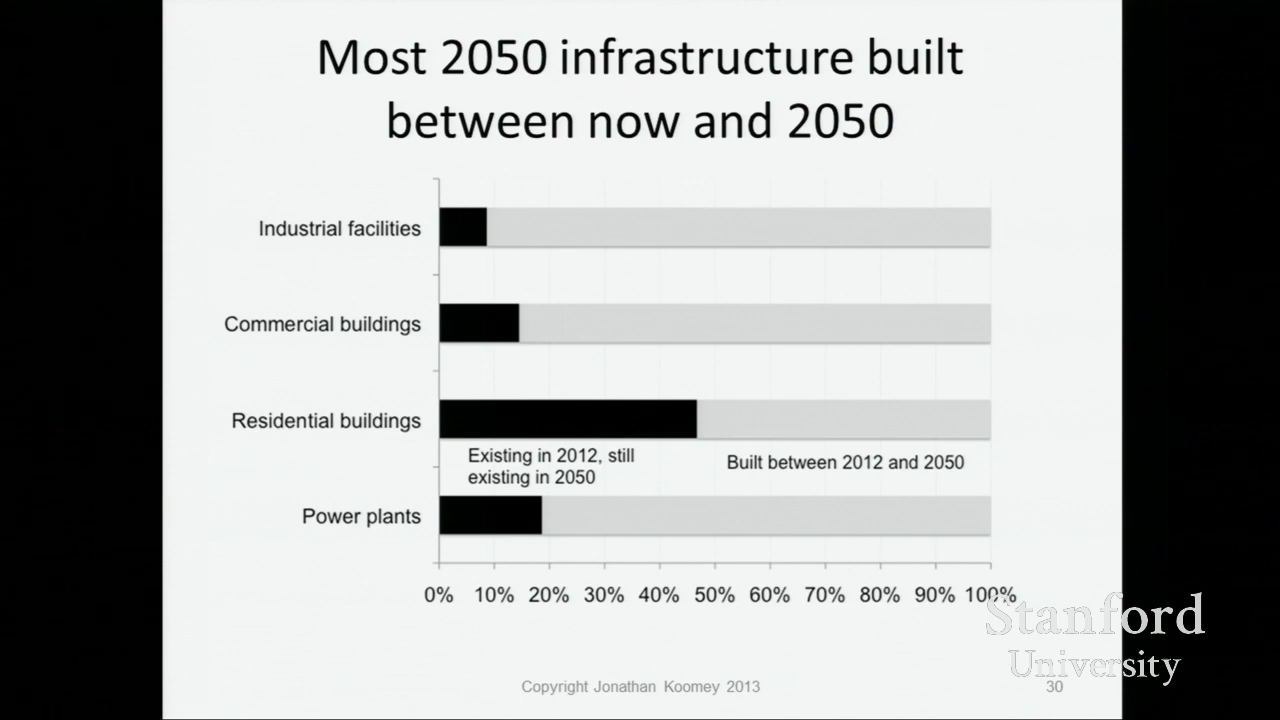 Most 2050 infrastructure built
between now and 2050
Industrial facilities
Commercial buildings
Residential buildings
Existing in 2012, still
existing in 2050
Built between 2012 and 2050
Power plants
0% 10% 20% 30% 40% 50% 60% 70% 80% 90% 100%
Stanford
University
Copyright Jonathan Koomey 2013
30